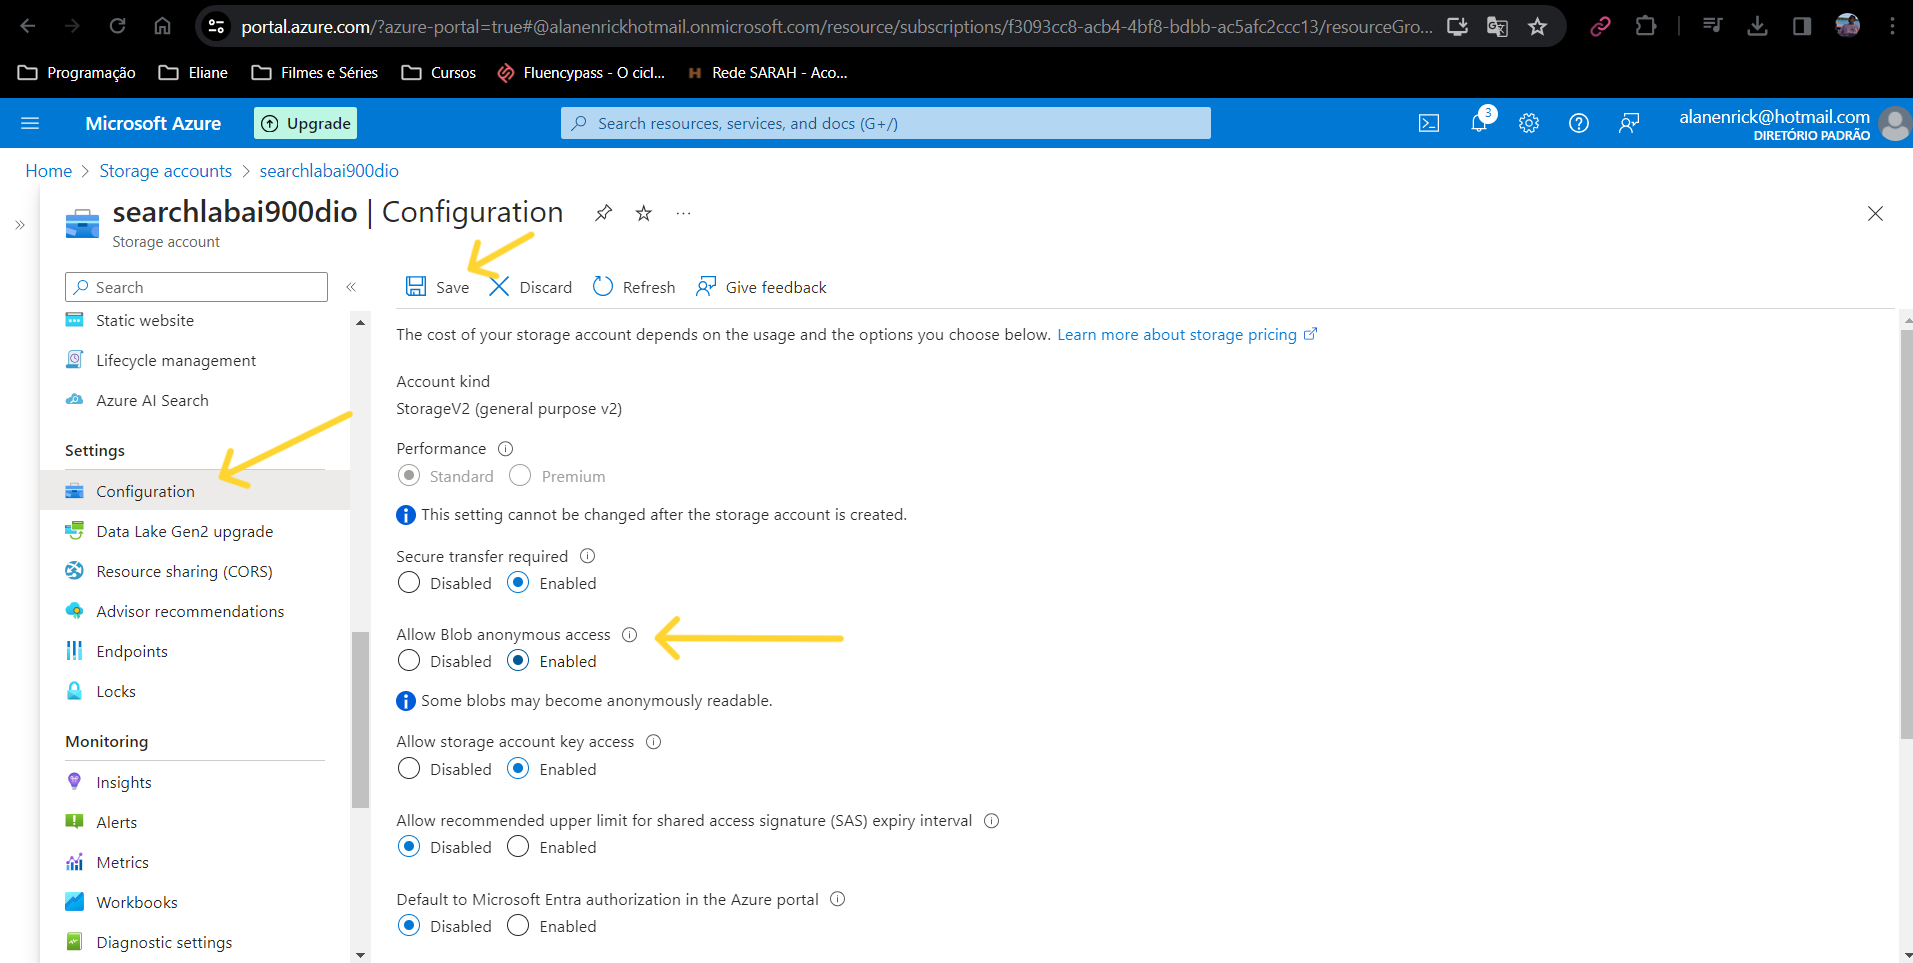 portal.azure.com/?azure-portal=true#@alanenrickhotmail.onmicrosoft.com/resource/subscriptions/f3093cc8-acb4-4bf8-bdbb-ac5afc2ccc13/resourceGro...
Programação Eliane Filmes e Séries Cursos Fluencypass - O cicl... Rede SARAH - Aco...
Microsoft Azure Upgrade Search resources, services, and docs (G+/) 3 alanenrick@hotmail.com
DIRETÓRIO PADRÃO
Home > Storage accounts > searchlabai900dio
searchlabai900dio | Configuration ...
Storage account
Search
Static website
Lifecycle management
Azure AI Search
Settings
Configuration
Data Lake Gen2 upgrade
Resource sharing (CORS)
Advisor recommendations
Endpoints
Locks
Monitoring
Insights
Alerts
Metrics
Workbooks
Diagnostic settings
Save Discard Refresh Give feedback
The cost of your storage account depends on the usage and the options you choose below. Learn more about storage pricing
Account kind
StorageV2 (general purpose v2)
Performance
Standard Premium
This setting cannot be changed after the storage account is created.
Secure transfer required
Disabled Enabled
Allow Blob anonymous access
Disabled Enabled
Some blobs may become anonymously readable.
Allow storage account key access
Disabled Enabled
Allow recommended upper limit for shared access signature (SAS) expiry interval
Disabled Enabled
Default to Microsoft Entra authorization in the Azure portal
Disabled Enabled